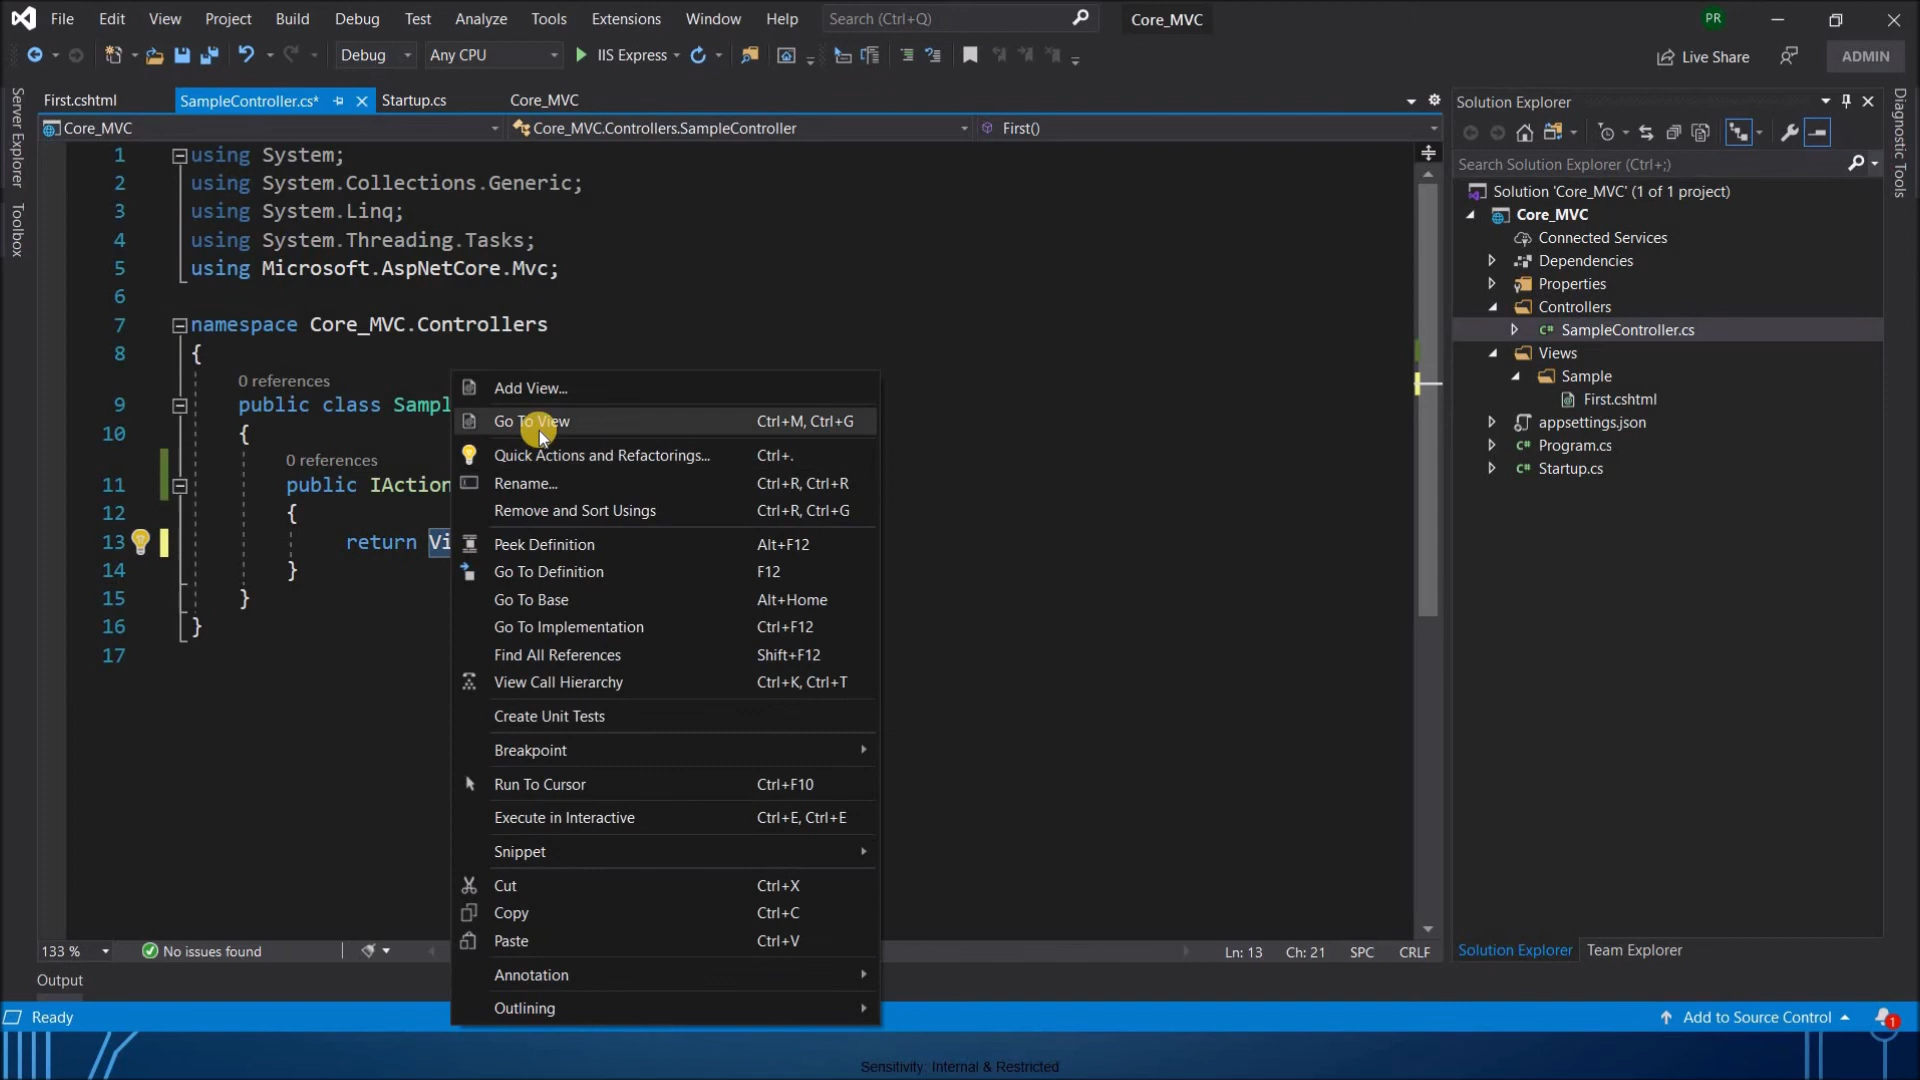 File Edit View Project Build Debug Test Analyze Tools Extensions Window Help Search (Ctrl+Q) Core_MVC PR
Debug Any CPU IIS Express Live Share ADMIN
First.cshtml SampleController.cs* Startup.cs Core_MVC
Core_MVC Core_MVC.Controllers.SampleController First()
Server Explorer
Toolbox
1 using System;
2 using System.Collections.Generic;
3 using System.Linq;
4 using System.Threading.Tasks;
5 using Microsoft.AspNetCore.Mvc;
6
7 namespace Core_MVC.Controllers
8 {
0 references
9 public class Sampl
10 {
0 references
11 public IAction
12 {
13 return Vi
14 }
15 }
16 }
17
Add View...
Go To View Ctrl+M, Ctrl+G
Quick Actions and Refactorings... Ctrl+.
Rename... Ctrl+R, Ctrl+R
Remove and Sort Usings Ctrl+R, Ctrl+G
Peek Definition Alt+F12
Go To Definition F12
Go To Base Alt+Home
Go To Implementation Ctrl+F12
Find All References Shift+F12
View Call Hierarchy Ctrl+K, Ctrl+T
Create Unit Tests
Breakpoint
Run To Cursor Ctrl+F10
Execute in Interactive Ctrl+E, Ctrl+E
Snippet
Cut Ctrl+X
Copy Ctrl+C
Paste Ctrl+V
Annotation
Outlining
Solution Explorer
Search Solution Explorer (Ctrl+;)
Solution 'Core_MVC' (1 of 1 project)
Core_MVC
Connected Services
Dependencies
Properties
Controllers
C# SampleController.cs
Views
Sample
First.cshtml
appsettings.json
C# Program.cs
C# Startup.cs
Diagnostic Tools
133 % No issues found Ln: 13 Ch: 21 SPC CRLF
Solution Explorer Team Explorer
Output
Ready Add to Source Control 1
Sensitivity: Internal & Restricted